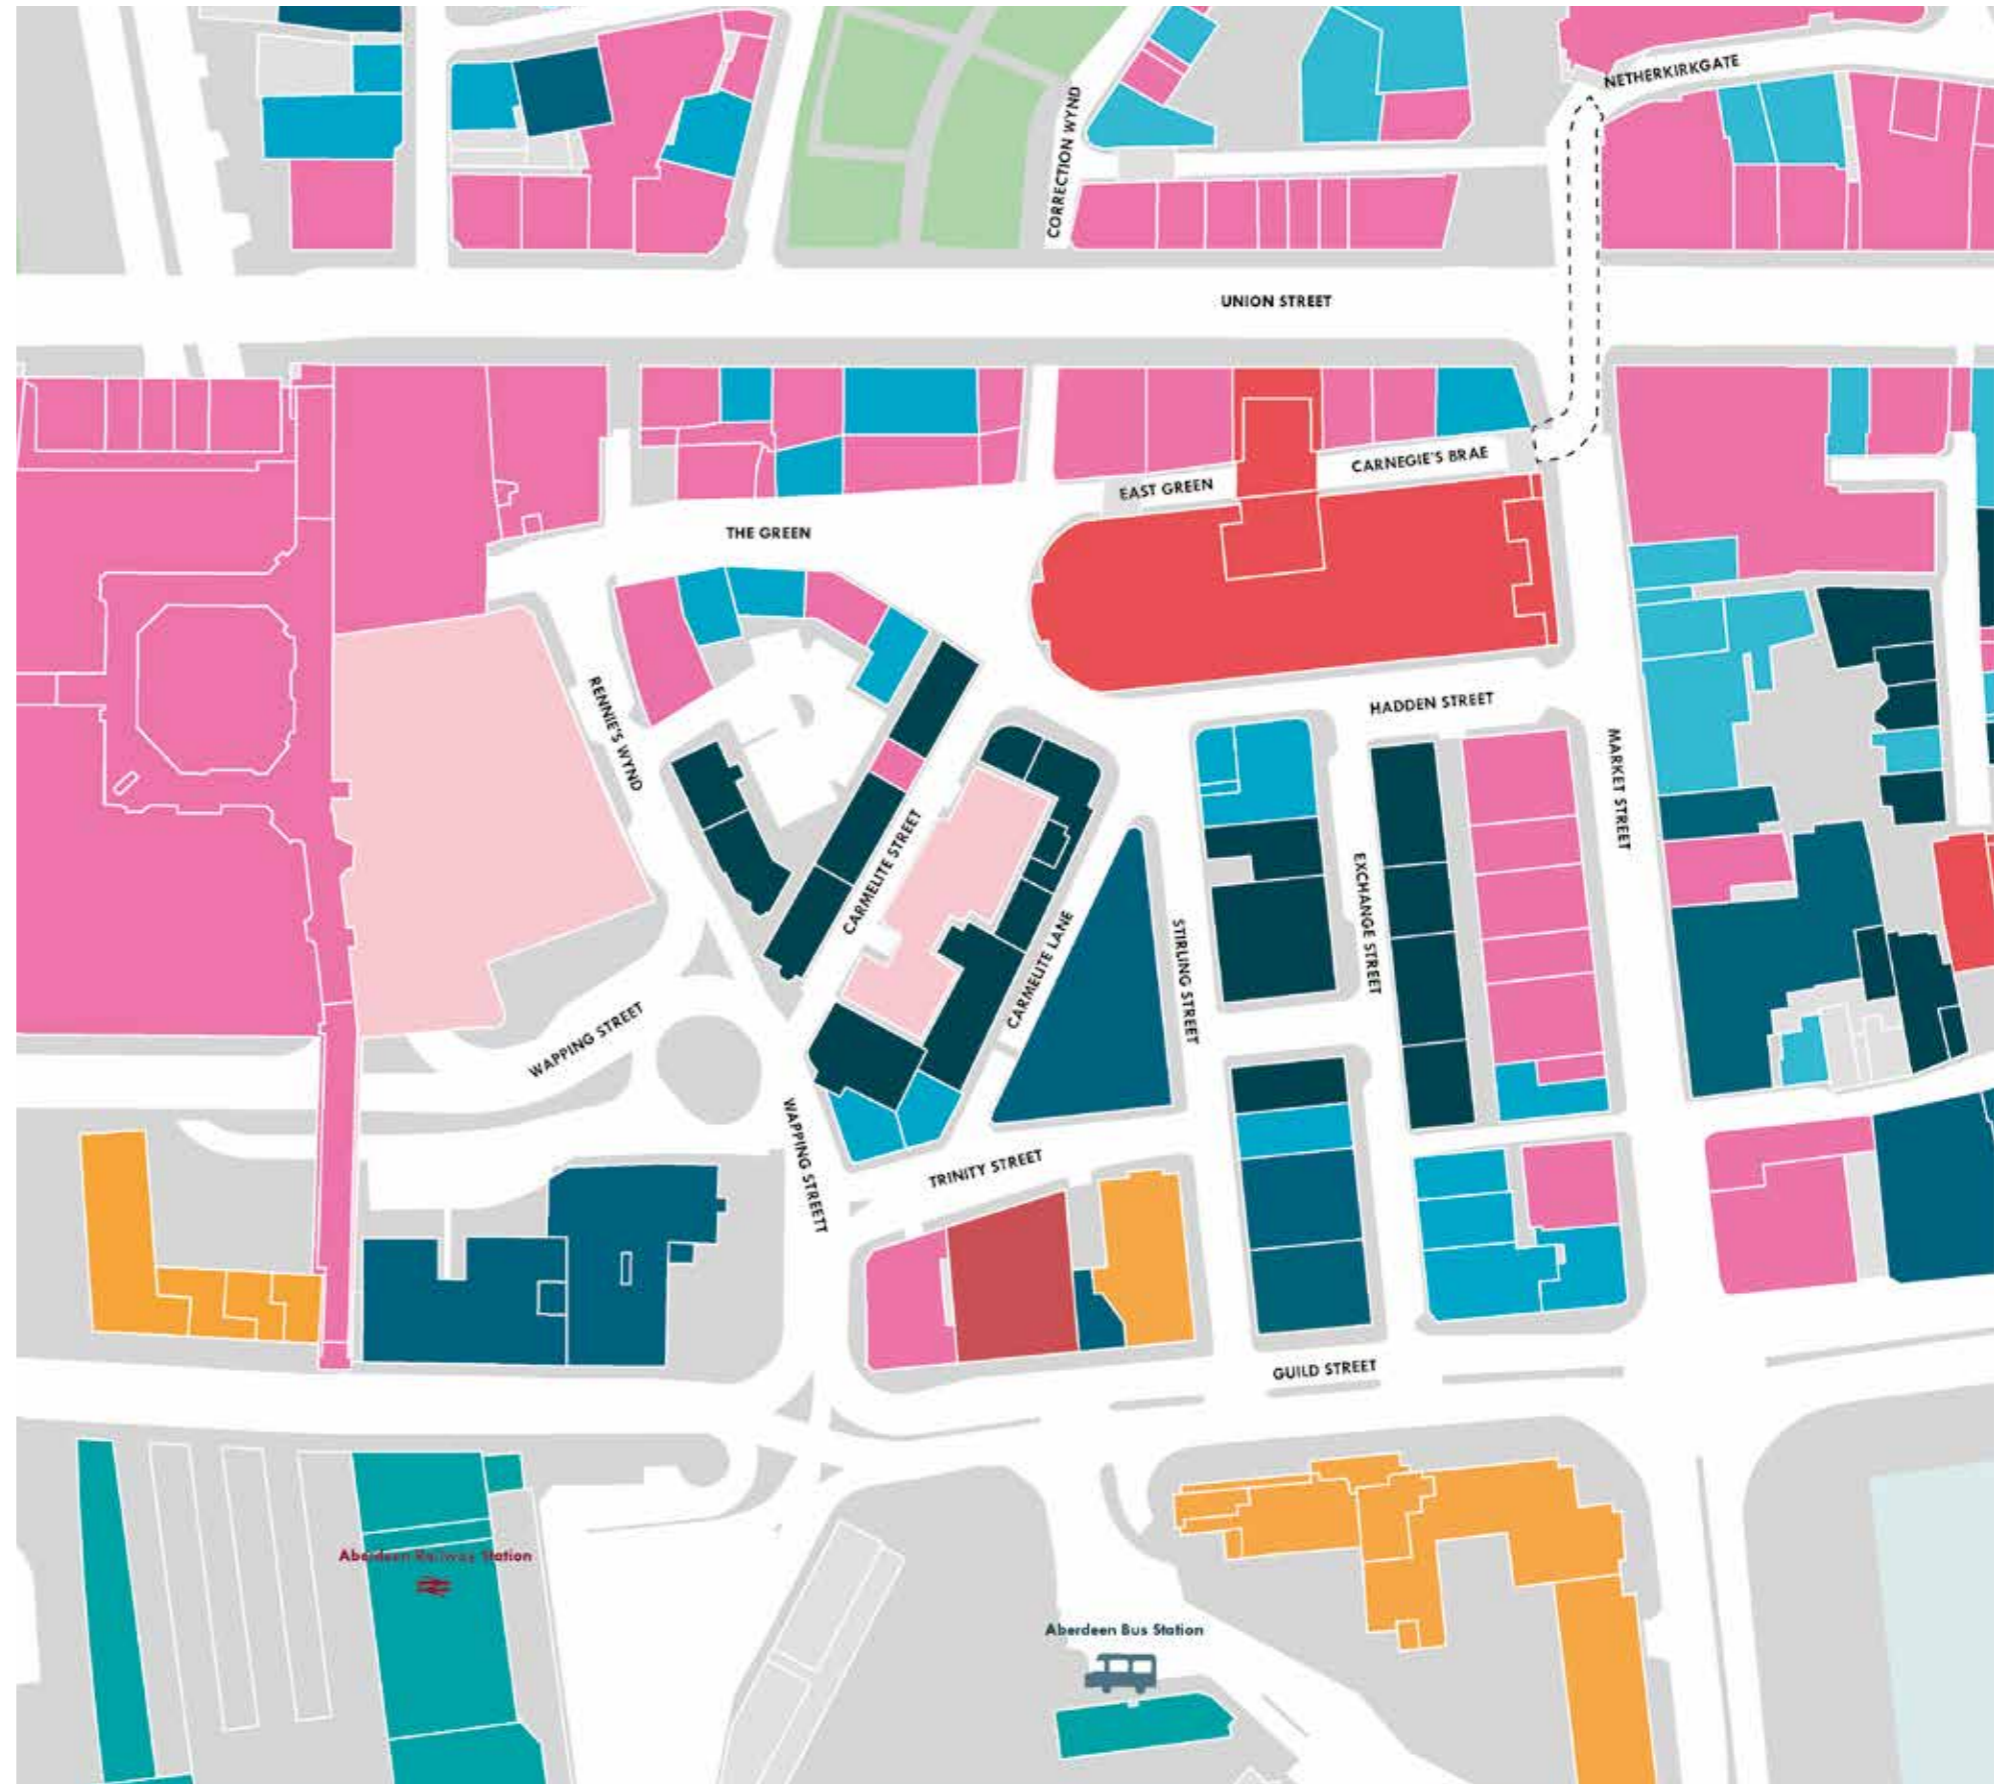 NETHERKIRKGATE
CORRECTION WYND
UNION STREET
CARNEGIE'S BRAE
EAST GREEN
THE GREEN
RENNIE'S WYND
HADDEN STREET
MARKET STREET
CARMELITE STREET
EXCHANGE STREET
CARMELITE LANE
STIRLING STREET
WAPPING STREET
WAPPING STREETT
TRINITY STREET
GUILD STREET
Aberdeen Railway Station
Aberdeen Bus Station